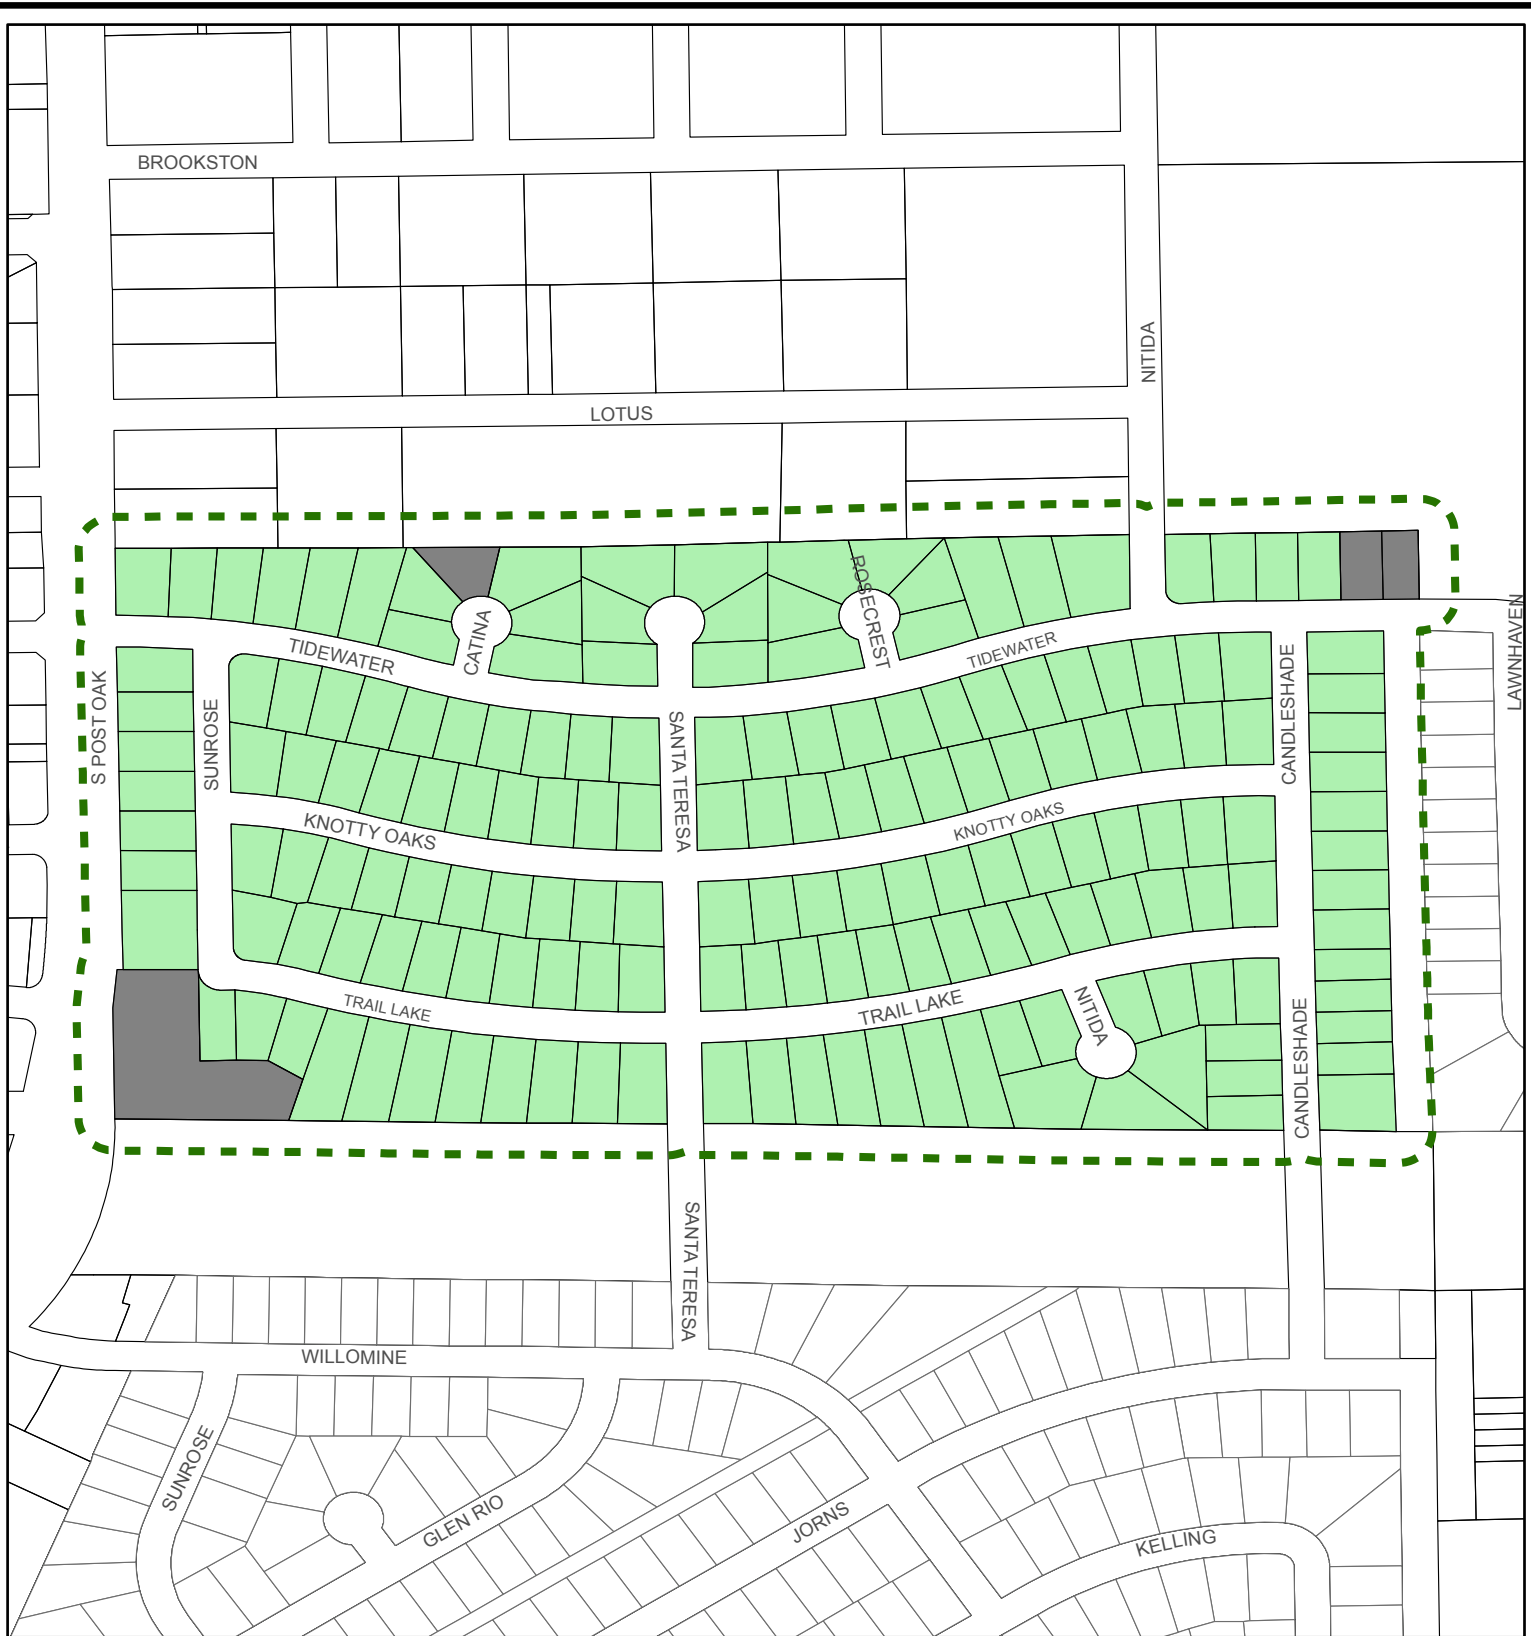 BROOKSTON
NITIDA
LOTUS
ROSECREST
CATINA
TIDEWATER
TIDEWATER
LAWNHAVEN
S POST OAK
SUNROSE
SANTA TERESA
CANDLESHADE
KNOTTY OAKS
KNOTTY OAKS
TRAIL LAKE
TRAIL LAKE
NITIDA
CANDLESHADE
SANTA TERESA
WILLOMINE
SUNROSE
GLEN RIO
JORNS
KELLING